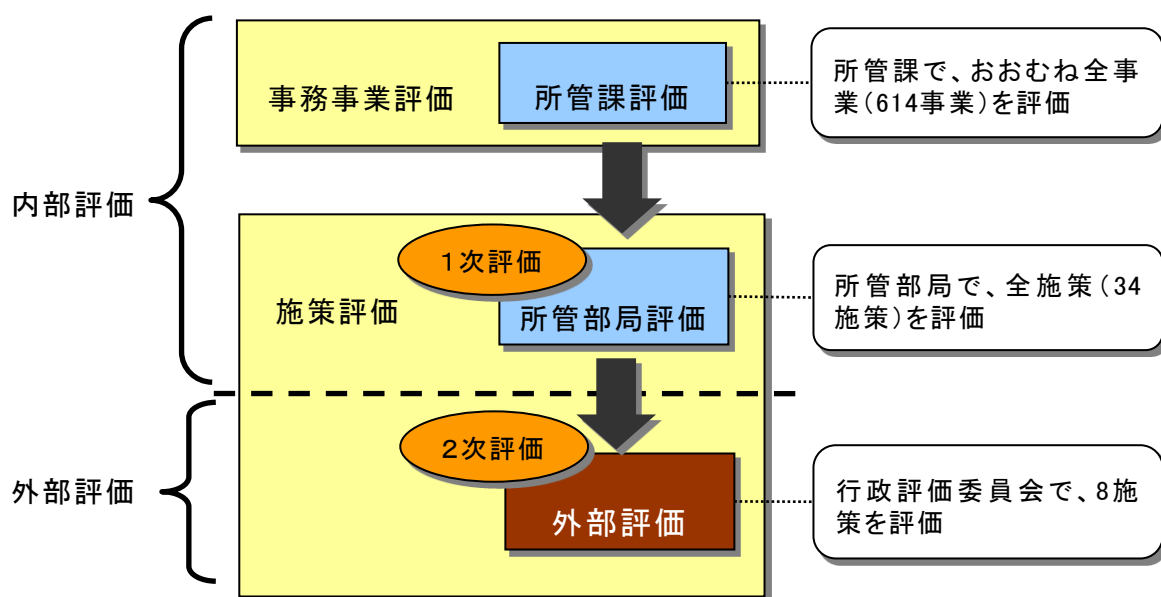 事務事業評価
所管課評価
所管課で、おおむね全事
業(614事業)を評価
内部評価
1次評価
施策評価
所管部局評価
所管部局で、全施策(34
施策)を評価
2次評価
外部評価
外部評価
行政評価委員会で、8施
策を評価